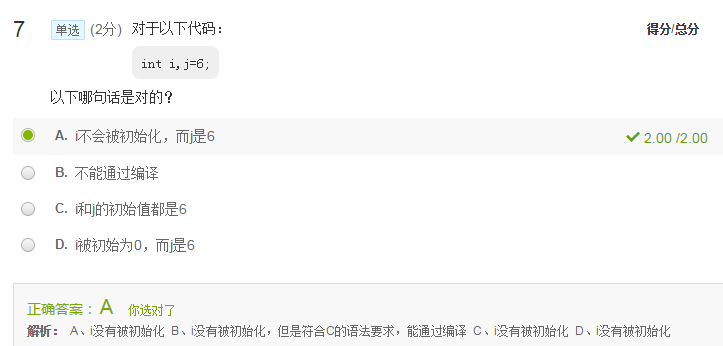 7 单选 (2分) 对于以下代码： 得分/总分
int i,j=6;
以下哪句话是对的？
A. i不会被初始化，而j是6 2.00 /2.00
B. 不能通过编译
C. i和j的初始值都是6
D. i被初始为0，而j是6
正确答案：A 你选对了
解析： A、i没有被初始化 B、i没有被初始化，但是符合C的语法要求，能通过编译 C、i没有被初始化 D、i没有被初始化